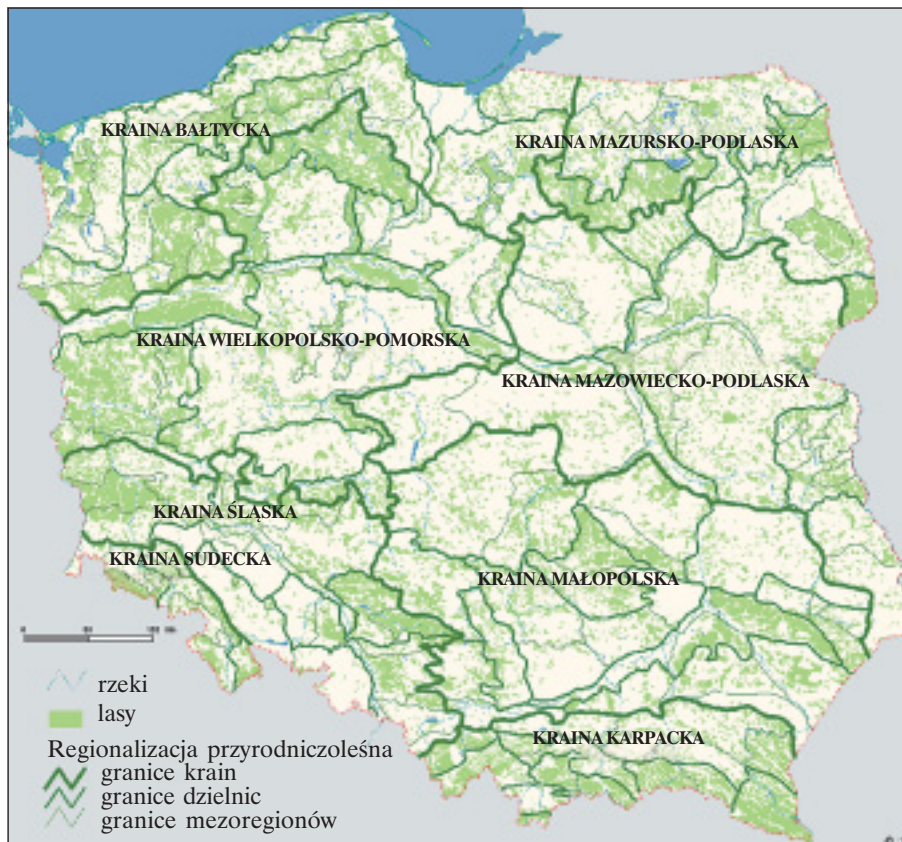 KRAINA BAŁTYCKA
KRAINA MAZURSKO-PODLASKA
KRAINA WIELKOPOLSKO-POMORSKA
KRAINA MAZOWIECKO-PODLASKA
KRAINA ŚLĄSKA
KRAINA SUDECKA
KRAINA MAŁOPOLSKA
KRAINA KARPACKA
rzeki
lasy
Regionalizacja przyrodniczoleśna
granice krain
granice dzielnic
granice mezoregionów